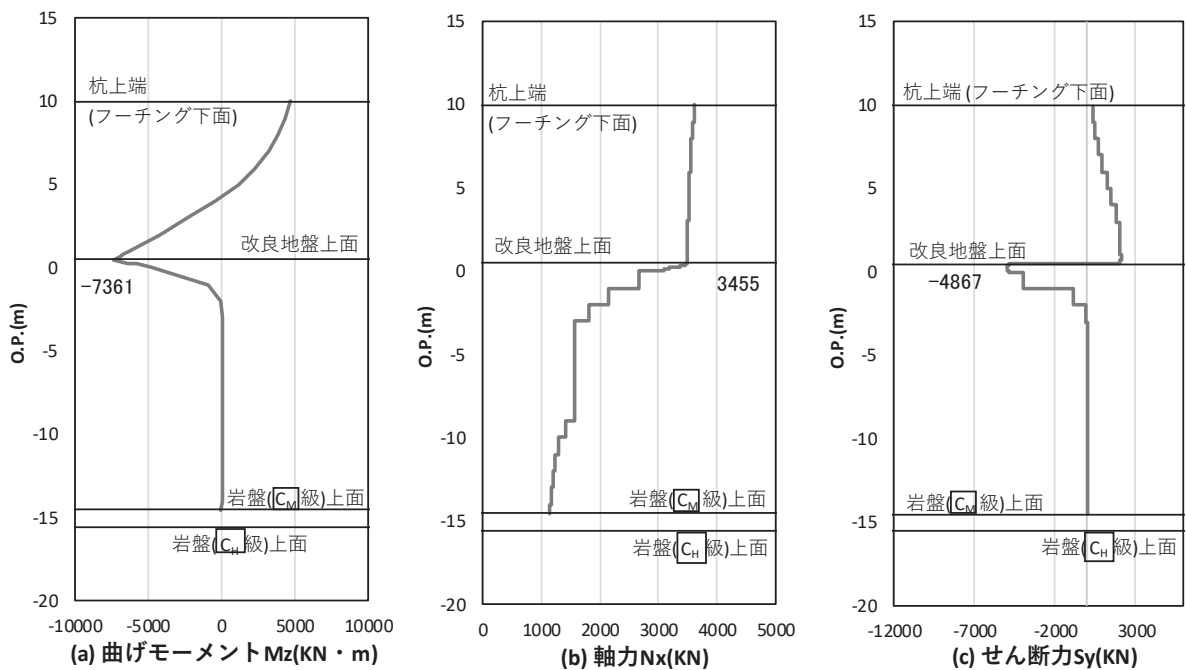 15
10
5
0
-5
-10
-15
-20
O.P.(m)
杭上端
(フーチング下面)
改良地盤上面
-7361
岩盤(CM級)上面
岩盤(CH級)上面
-10000 -5000 0 5000 10000
(a) 曲げモーメントMz(KN・m)
15
10
5
0
-5
-10
-15
-20
O.P.(m)
杭上端
(フーチング下面)
改良地盤上面
3455
岩盤(CM級)上面
岩盤(CH級)上面
0 1000 2000 3000 4000 5000
(b) 軸力Nx(KN)
15
10
5
0
-5
-10
-15
-20
O.P.(m)
杭上端 (フーチング下面)
改良地盤上面
-4867
岩盤(CM級)上面
岩盤(CH級)上面
-12000 -7000 -2000 3000
(c) せん断力Sy(KN)